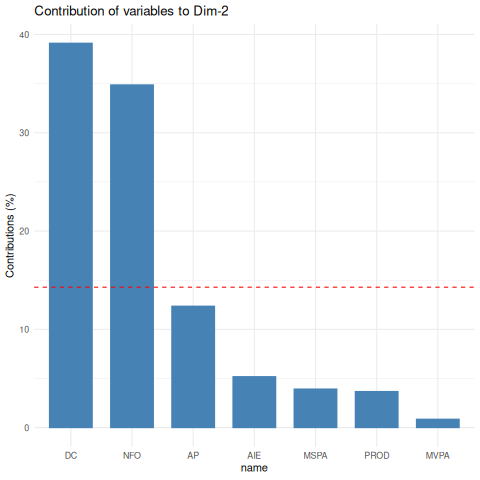 Contribution of variables to Dim-2
Contributions (%)
40
30
20
10
0
DC NFO AP AIE MSPA PROD MVPA
name